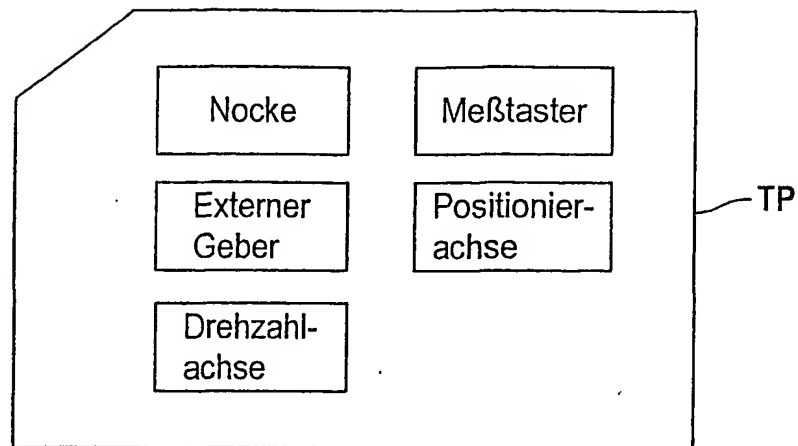 Nocke
Meßtaster
Externer
Geber
Positionier-
achse
TP
Drehzahl-
achse